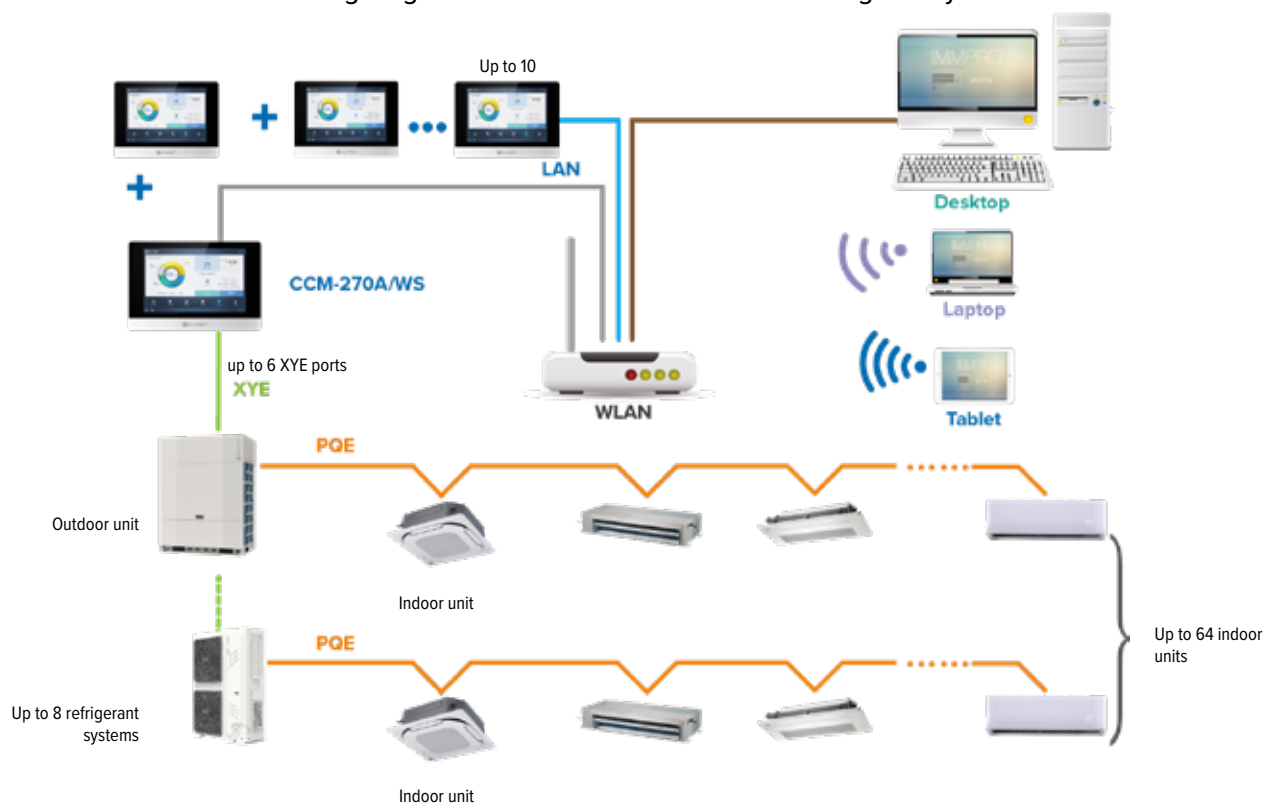 Up to 10
LAN
Desktop
CCM-270A/WS
Laptop
up to 6 XYE ports
XYE
WLAN
Tablet
PQE
Outdoor unit
Indoor unit
PQE
Up to 64 indoor
units
Up to 8 refrigerant
systems
Indoor unit